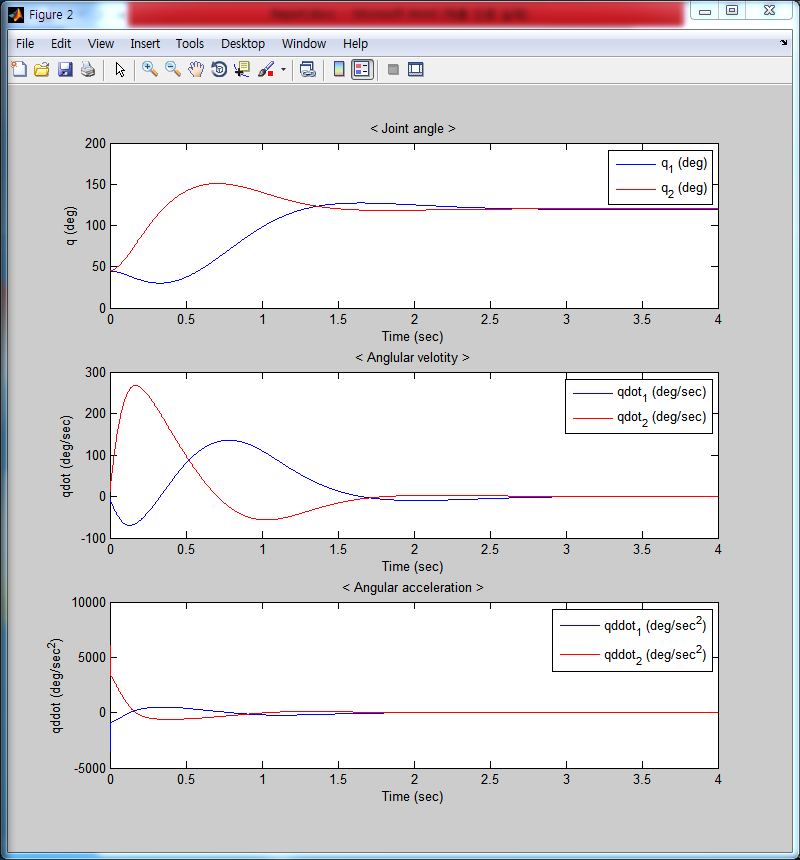 Figure 2
File Edit View Insert Tools Desktop Window Help
< Joint angle >
200
150
100
50
0
q (deg)
q1 (deg)
q2 (deg)
0 0.5 1 1.5 2 2.5 3 3.5 4
Time (sec)
< Anglular velotity >
300
200
100
0
-100
qdot (deg/sec)
qdot1 (deg/sec)
qdot2 (deg/sec)
0 0.5 1 1.5 2 2.5 3 3.5 4
Time (sec)
< Angular acceleration >
10000
5000
0
-5000
qddot (deg/sec2)
qddot1 (deg/sec2)
qddot2 (deg/sec2)
0 0.5 1 1.5 2 2.5 3 3.5 4
Time (sec)